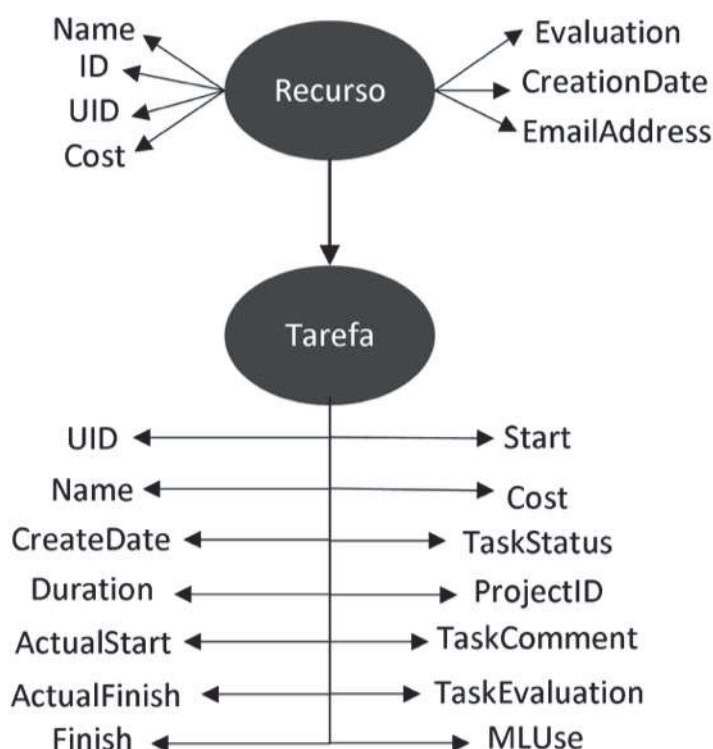 Name
ID
UID
Cost
Recurso
Evaluation
CreationDate
EmailAddress
Tarefa
UID
Start
Name
Cost
CreateDate
TaskStatus
Duration
ProjectID
ActualStart
TaskComment
ActualFinish
TaskEvaluation
Finish
MLUse